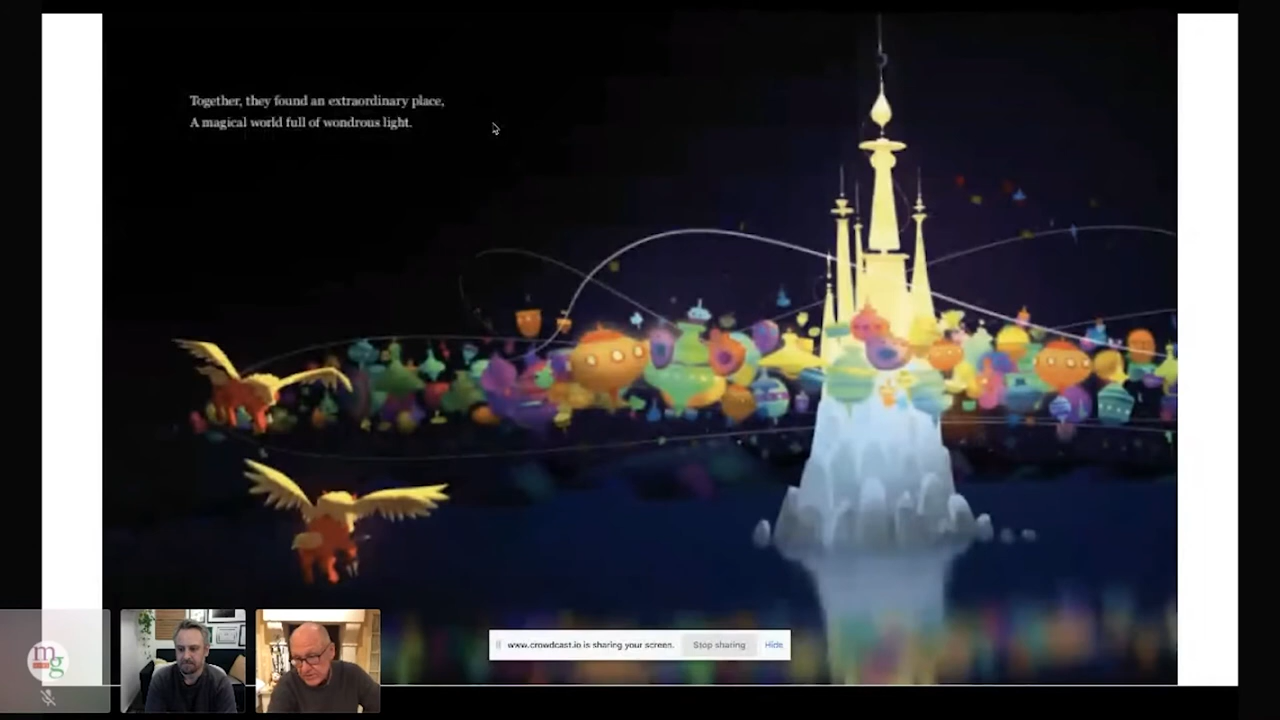 Together, they found an extraordinary place,
A magical world full of wondrous light.
mg
www.crowdcast.io is sharing your screen. Stop sharing Hide